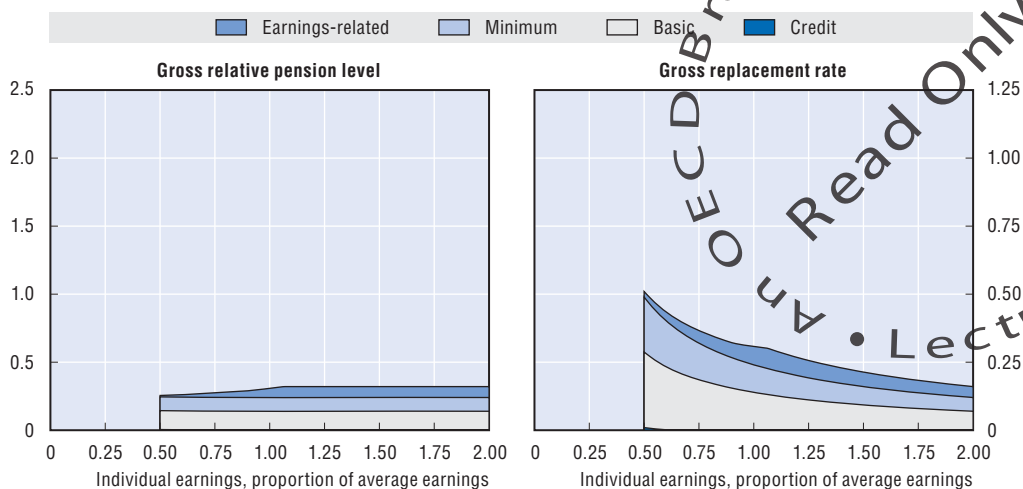 Earnings-related Minimum Basic Credit
Gross relative pension level
2.5
2.0
1.5
1.0
0.5
0
0 0.25 0.50 0.75 1.00 1.25 1.50 1.75 2.00
Individual earnings, proportion of average earnings
Gross replacement rate
1.25
1.00
0.75
0.50
0.25
0
0 0.25 0.50 0.75 1.00 1.25 1.50 1.75 2.00
Individual earnings, proportion of average earnings
An OECD Br
Read Only
• Lect